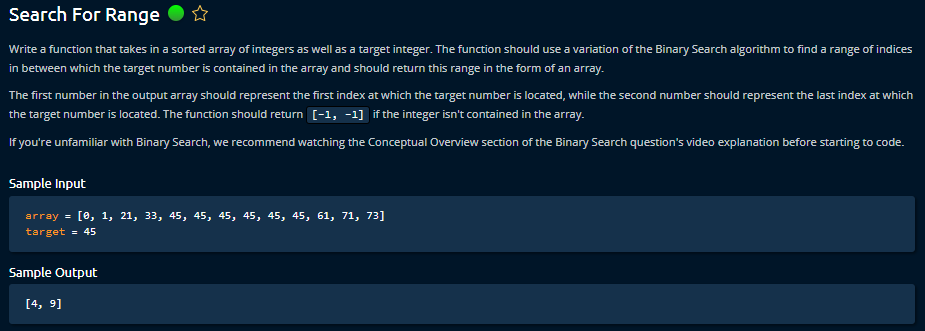 Search For Range
Write a function that takes in a sorted array of integers as well as a target integer. The function should use a variation of the Binary Search algorithm to find a range of indices
in between which the target number is contained in the array and should return this range in the form of an array.
The first number in the output array should represent the first index at which the target number is located, while the second number should represent the last index at which
the target number is located. The function should return [-1, -1] if the integer isn't contained in the array.
If you're unfamiliar with Binary Search, we recommend watching the Conceptual Overview section of the Binary Search question's video explanation before starting to code.
Sample Input
array = [0, 1, 21, 33, 45, 45, 45, 45, 45, 45, 61, 71, 73]
target = 45
Sample Output
[4, 9]